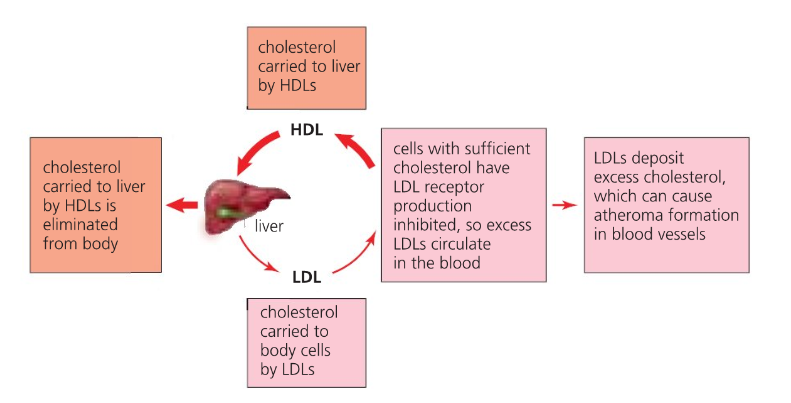 cholesterol
carried to liver
by HDLs
HDL
cholesterol
carried to liver
by HDLs is
eliminated
from body
liver
cells with sufficient
cholesterol have
LDL receptor
production
inhibited, so excess
LDLs circulate
in the blood
LDLs deposit
excess cholesterol,
which can cause
atheroma formation
in blood vessels
LDL
cholesterol
carried to
body cells
by LDLs